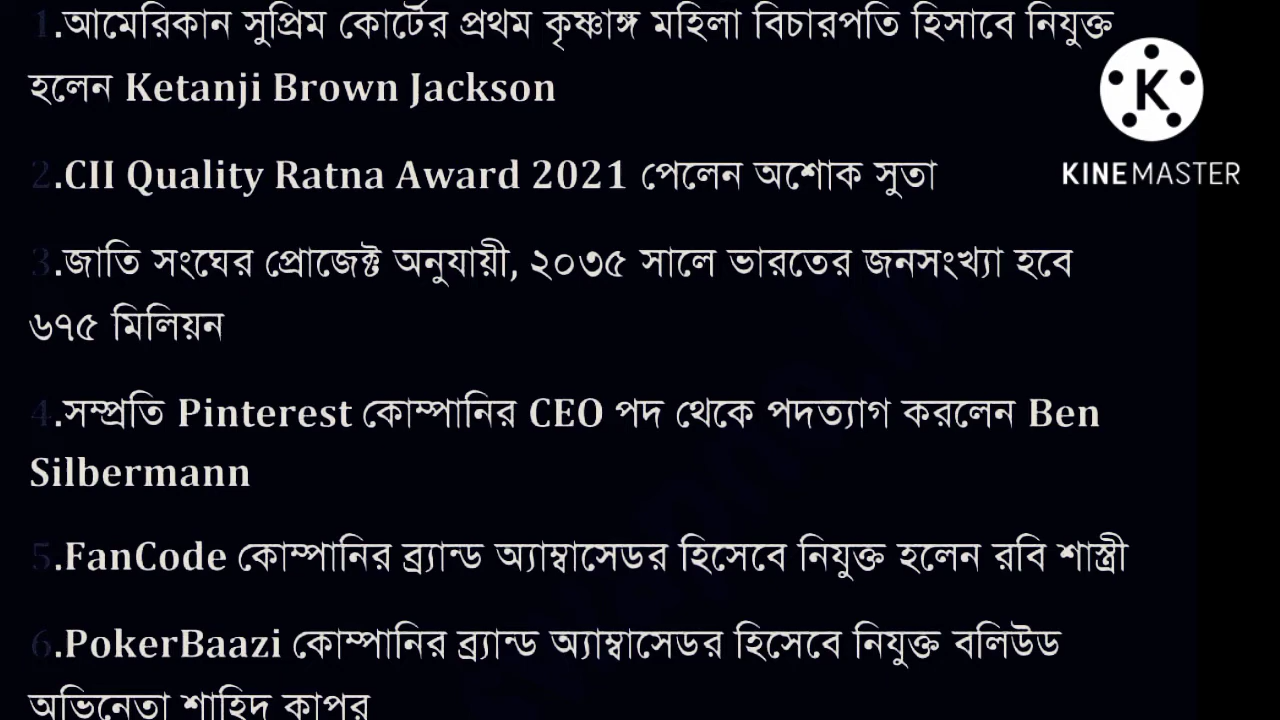 1.আমেরিকান সুপ্রিম কোর্টের প্রথম কৃষ্ণাঙ্গ মহিলা বিচারপতি হিসাবে নিযুক্ত
হলেন Ketanji Brown Jackson
K
KINEMASTER
2.CII Quality Ratna Award 2021 পেলেন অশোক সুতা
3.জাতি সংঘের প্রোজেক্ট অনুযায়ী, ২০৩৫ সালে ভারতের জনসংখ্যা হবে
৬৭৫ মিলিয়ন
4.সম্প্রতি Pinterest কোম্পানির CEO পদ থেকে পদত্যাগ করলেন Ben
Silbermann
5.FanCode কোম্পানির ব্র্যান্ড অ্যাম্বাসেডর হিসেবে নিযুক্ত হলেন রবি শাস্ত্রী
6.PokerBaazi কোম্পানির ব্র্যান্ড অ্যাম্বাসেডর হিসেবে নিযুক্ত বলিউড
অভিনেতা শাহিদ কাপুর